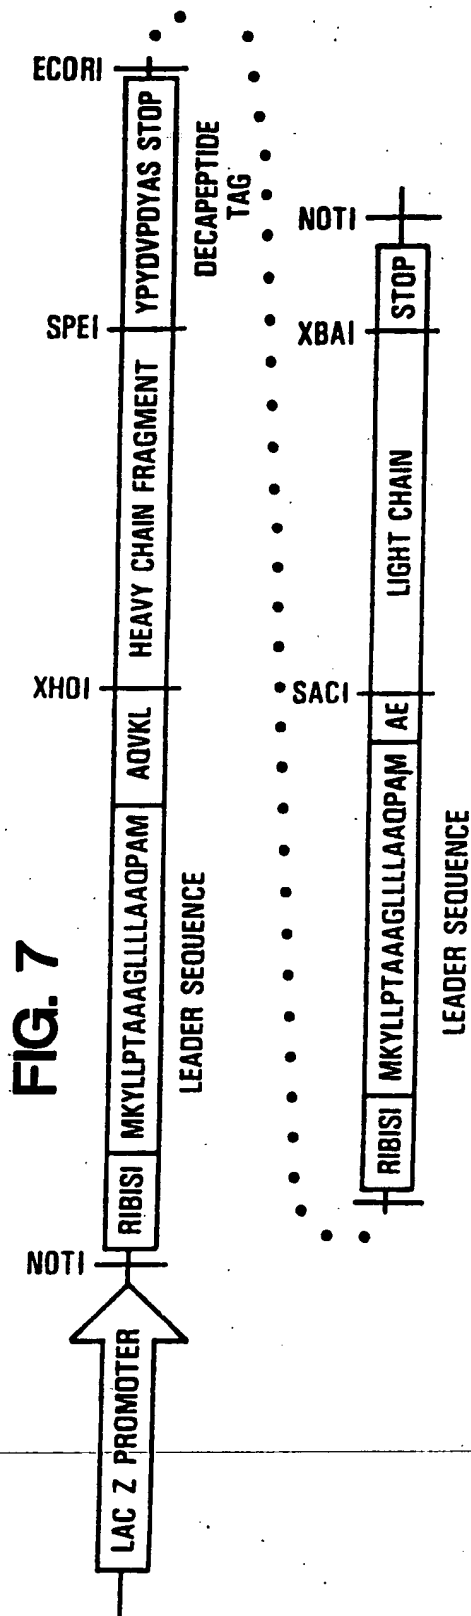 FIG. 7
LAC Z PROMOTER
NOTI
RIBISI
MKYLLPTAAAGLLLLAAQPAM
LEADER SEQUENCE
AQVKL
XHOI
HEAVY CHAIN FRAGMENT
SPEI
YPYDVPDYAS STOP
DECAPEPTIDE
TAG
ECORI
RIBISI
MKYLLPTAAAGLLLLAAQPAM
LEADER SEQUENCE
AE
SACI
LIGHT CHAIN
XBAI
STOP
NOTI